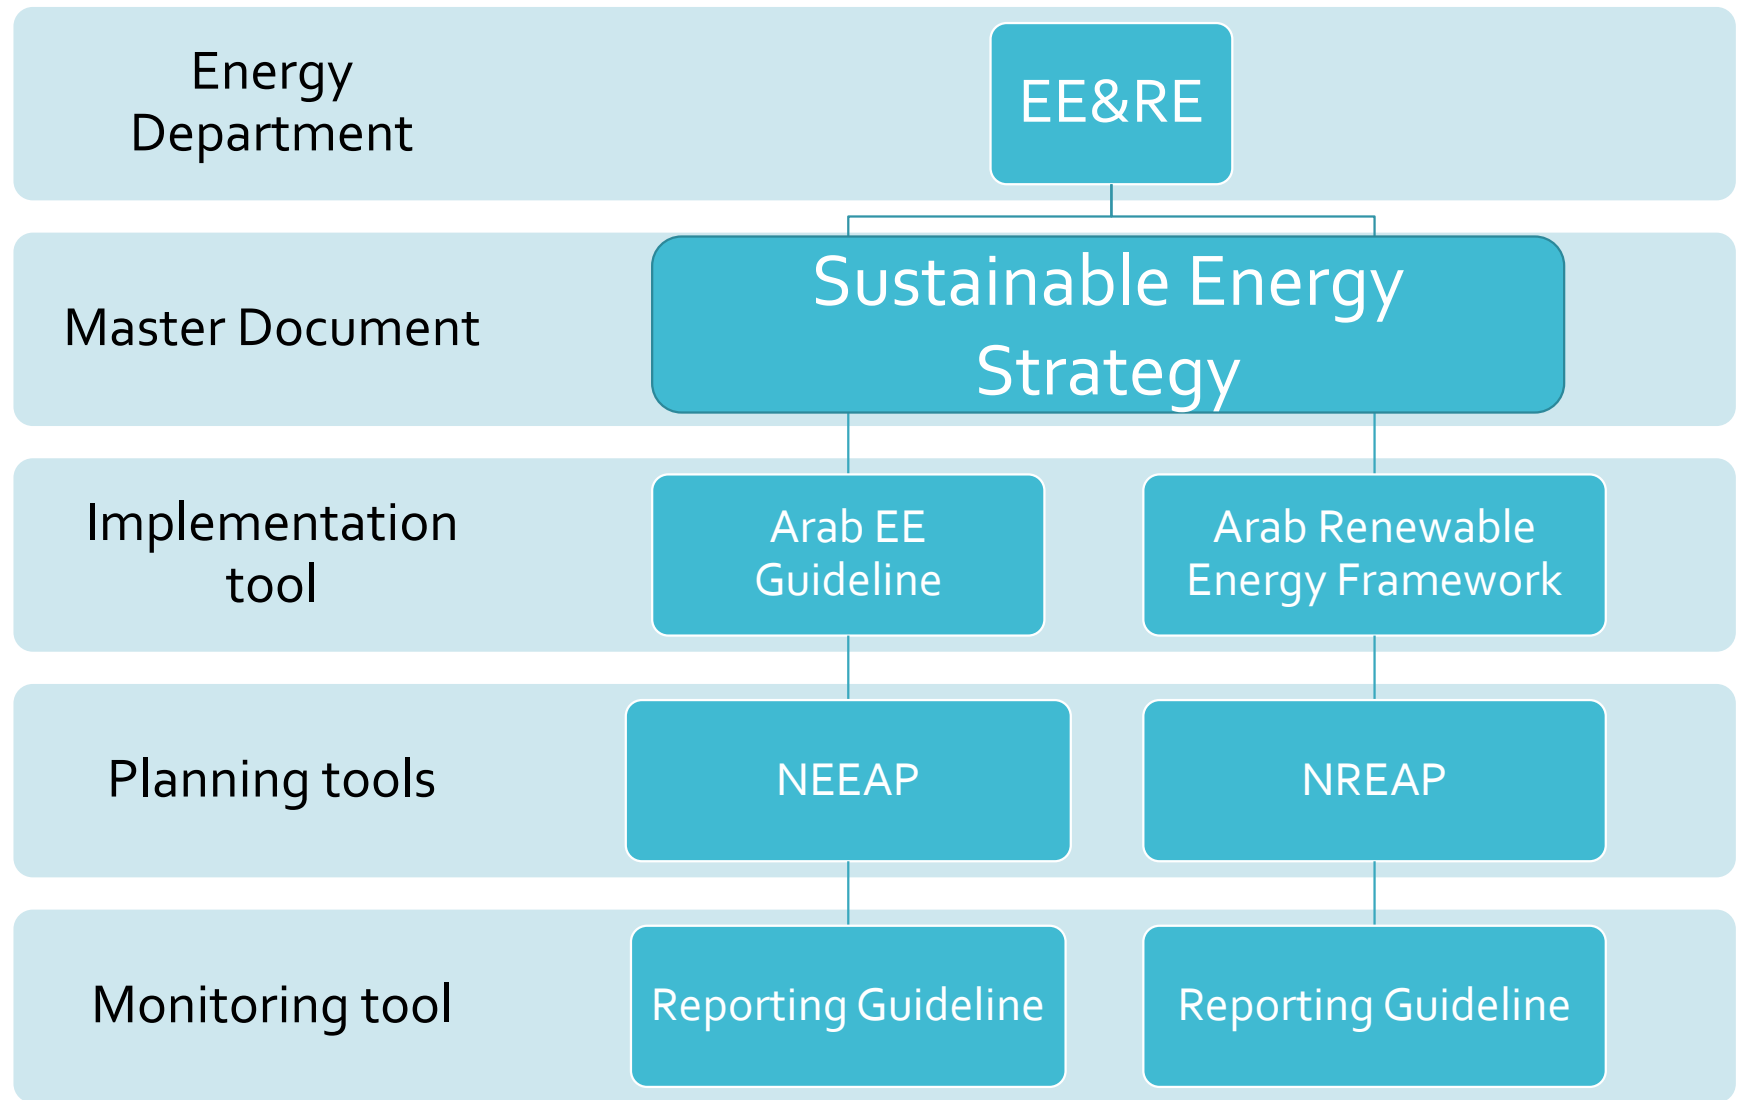 Energy
Department
EE&RE
Master Document
Sustainable Energy
Strategy
Implementation
tool
Arab EE
Guideline
Arab Renewable
Energy Framework
Planning tools
NEEAP
NREAP
Monitoring tool
Reporting Guideline
Reporting Guideline